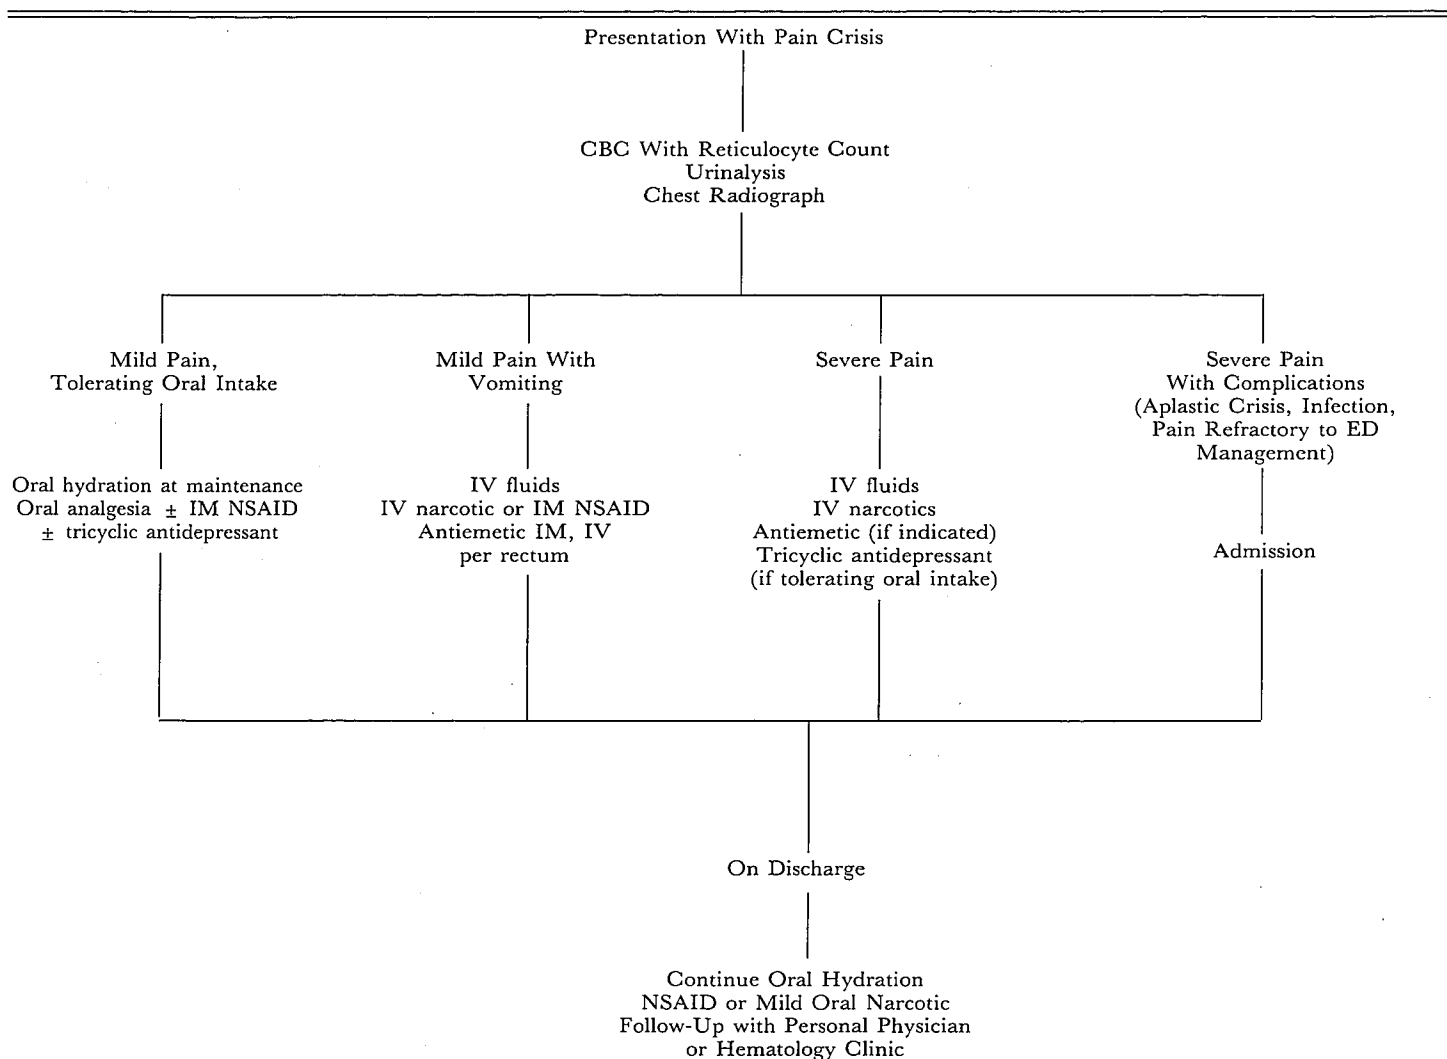 Presentation With Pain Crisis
CBC With Reticulocyte Count
Urinalysis
Chest Radiograph
Mild Pain,
Tolerating Oral Intake
Mild Pain With
Vomiting
Severe Pain
Severe Pain
With Complications
(Aplastic Crisis, Infection,
Pain Refractory to ED
Management)
Oral hydration at maintenance
Oral analgesia ± IM NSAID
± tricyclic antidepressant
IV fluids
IV narcotic or IM NSAID
Antiemetic IM, IV
per rectum
IV fluids
IV narcotics
Antiemetic (if indicated)
Tricyclic antidepressant
(if tolerating oral intake)
Admission
On Discharge
Continue Oral Hydration
NSAID or Mild Oral Narcotic
Follow-Up with Personal Physician
or Hematology Clinic